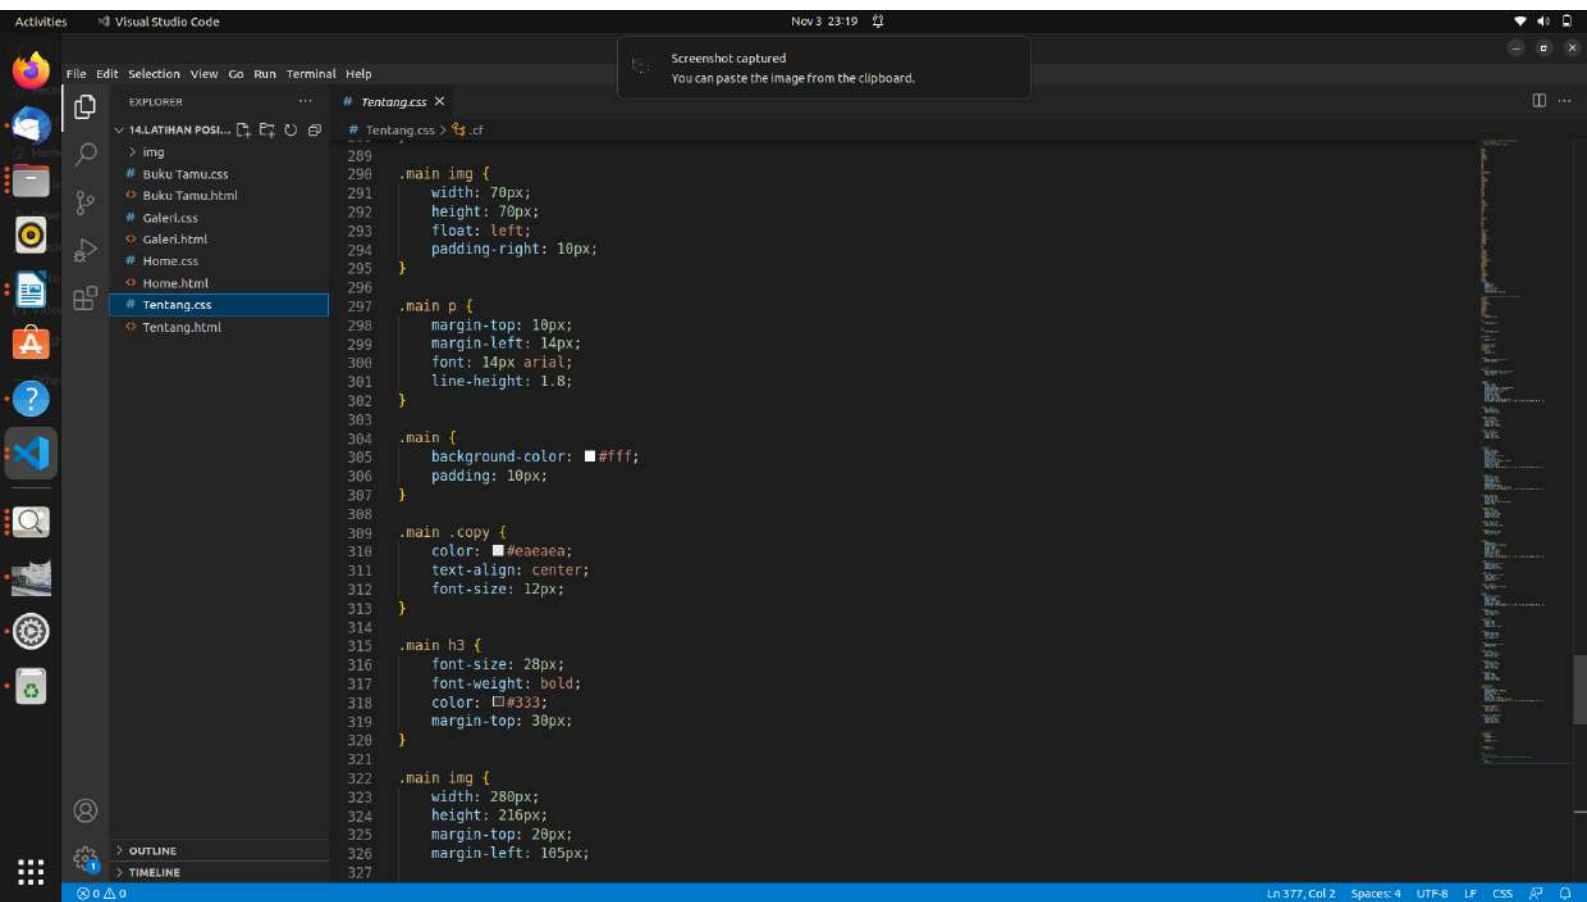 Activities
Visual Studio Code
Nov 3 23:19
Screenshot captured
You can paste the image from the clipboard.
File Edit Selection View Go Run Terminal Help
EXPLORER
Tentang.css
14.LATIHAN POSI...
# Tentang.css > .cf
img
# Buku Tamu.css
Buku Tamu.html
# Galeri.css
Galeri.html
# Home.css
Home.html
# Tentang.css
Tentang.html
289
290 .main img {
291 width: 70px;
292 height: 70px;
293 float: left;
294 padding-right: 10px;
295 }
296
297 .main p {
298 margin-top: 10px;
299 margin-left: 14px;
300 font: 14px arial;
301 line-height: 1.8;
302 }
303
304 .main {
305 background-color: #fff;
306 padding: 10px;
307 }
308
309 .main .copy {
310 color: #eaeaea;
311 text-align: center;
312 font-size: 12px;
313 }
314
315 .main h3 {
316 font-size: 28px;
317 font-weight: bold;
318 color: #333;
319 margin-top: 30px;
320 }
321
322 .main img {
323 width: 280px;
324 height: 216px;
325 margin-top: 20px;
326 margin-left: 105px;
327
OUTLINE
TIMELINE
1
0 0
Ln 377, Col 2 Spaces: 4 UTF-8 LF CSS